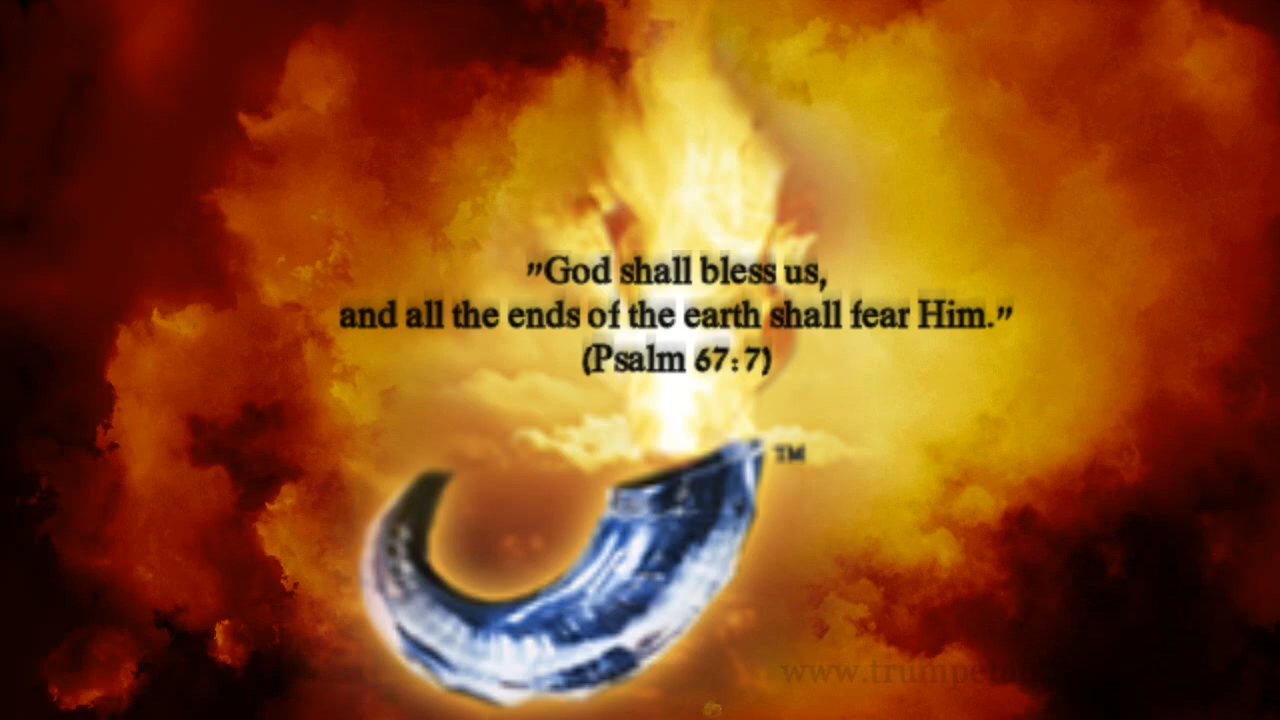 "God shall bless us,
and all the ends of the earth shall fear Him."
(Psalm 67:7)
TM